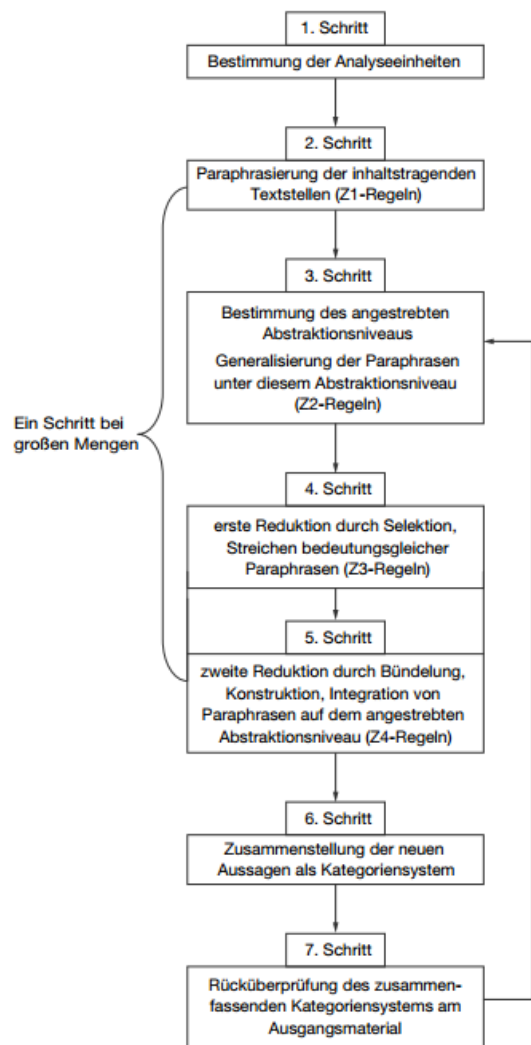 1. Schritt
Bestimmung der Analyseeinheiten
2. Schritt
Paraphrasierung der inhaltstragenden
Textstellen (Z1-Regeln)
3. Schritt
Bestimmung des angestrebten
Abstraktionsniveaus
Generalisierung der Paraphrasen
unter diesem Abstraktionsniveau
(Z2-Regeln)
Ein Schritt bei
großen Mengen
4. Schritt
erste Reduktion durch Selektion,
Streichen bedeutungsgleicher
Paraphrasen (Z3-Regeln)
5. Schritt
zweite Reduktion durch Bündelung,
Konstruktion, Integration von
Paraphrasen auf dem angestrebten
Abstraktionsniveau (Z4-Regeln)
6. Schritt
Zusammenstellung der neuen
Aussagen als Kategoriensystem
7. Schritt
Rücküberprüfung des zusammen-
fassenden Kategoriensystems am
Ausgangsmaterial